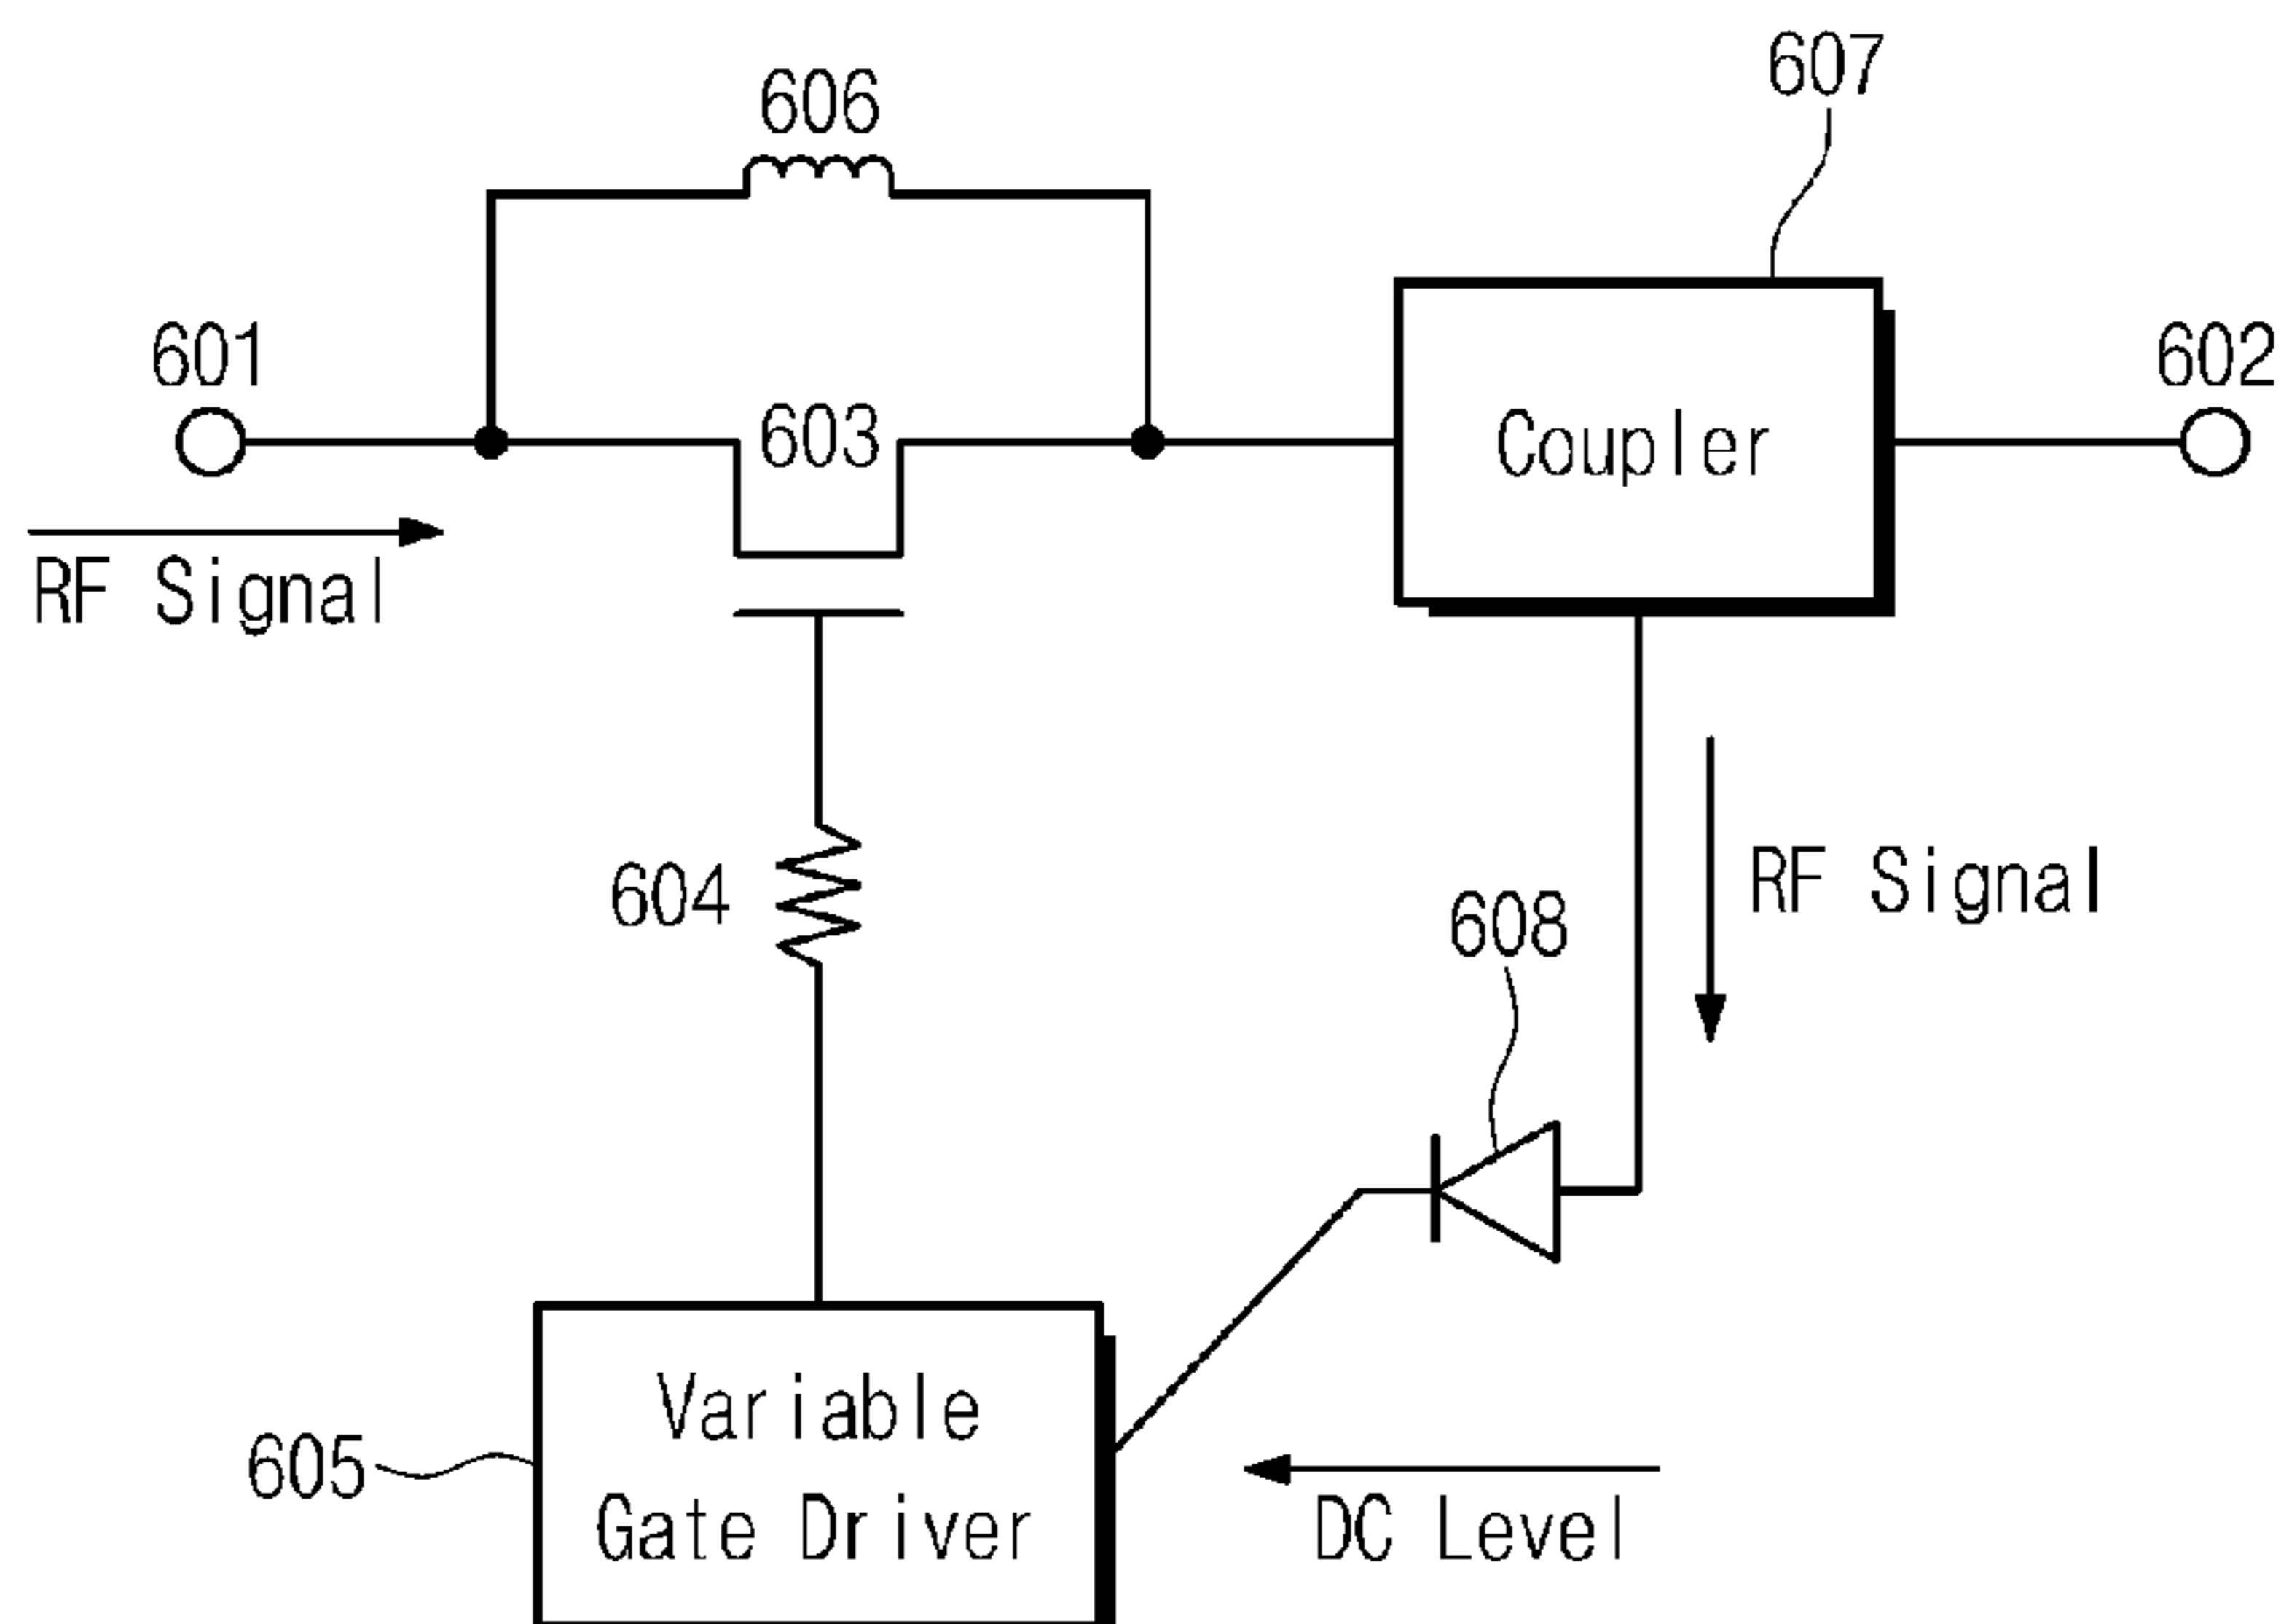 607
606
601
602
603
Coupler
RF Signal
604
RF Signal
608
Variable
Gate Driver
605
DC Level